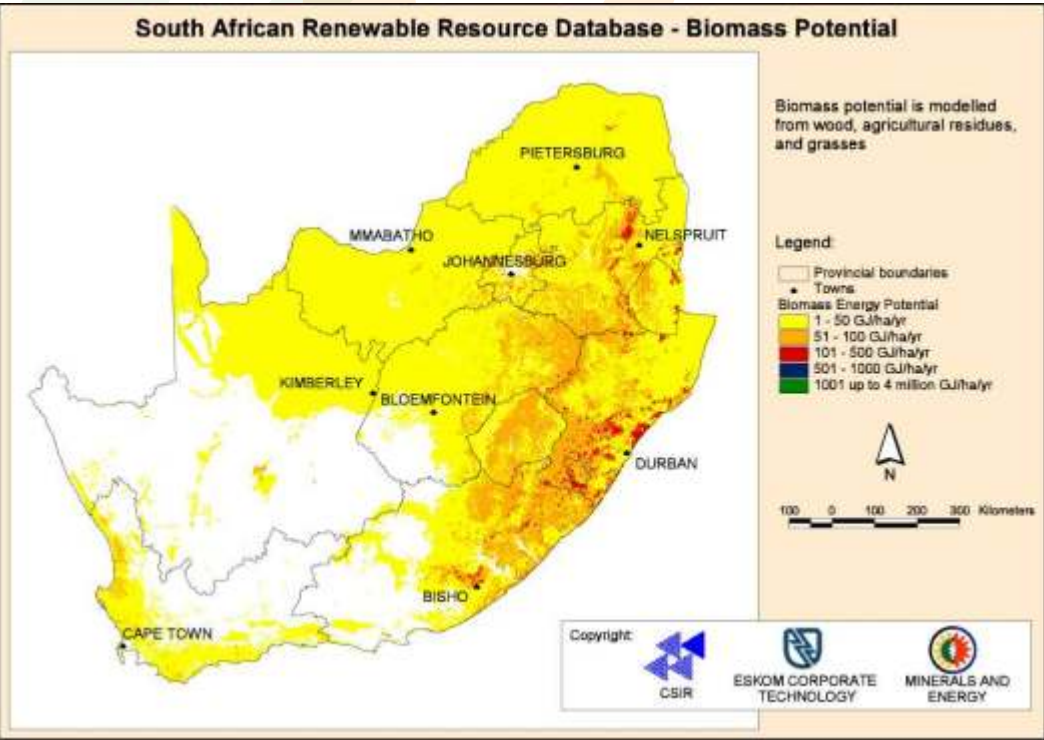 South African Renewable Resource Database - Biomass Potential
Biomass potential is modelled
from wood, agricultural residues,
and grasses
PIETERSBURG
MMABATHO
NELSPRUIT
JOHANNESBURG
KIMBERLEY
BLOEMFONTEIN
DURBAN
BISHO
CAPE TOWN
Legend:
Provincial boundaries
Towns
Biomass Energy Potential
1 - 50 GJ/ha/yr
51 - 100 GJ/ha/yr
101 - 500 GJ/ha/yr
501 - 1000 GJ/ha/yr
1001 up to 4 million GJ/ha/yr
N
100 0 100 200 300 Kilometers
Copyright:
CSIR
ESKOM CORPORATE
TECHNOLOGY
MINERALS AND
ENERGY